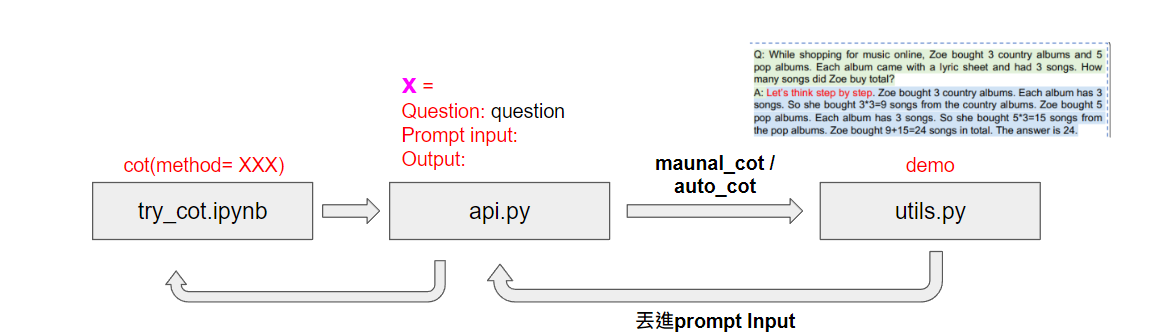 Q: While shopping for music online, Zoe bought 3 country albums and 5
pop albums. Each album came with a lyric sheet and had 3 songs. How
many songs did Zoe buy total?
A: Let's think step by step. Zoe bought 3 country albums. Each album has 3
songs. So she bought 3*3=9 songs from the country albums. Zoe bought 5
pop albums. Each album has 3 songs. So she bought 5*3=15 songs from
the pop albums. Zoe bought 9+15=24 songs in total. The answer is 24.
X =
Question: question
Prompt input:
Output:
cot(method= XXX)
maunal_cot /
auto_cot
demo
try_cot.ipynb
api.py
utils.py
丟進prompt Input